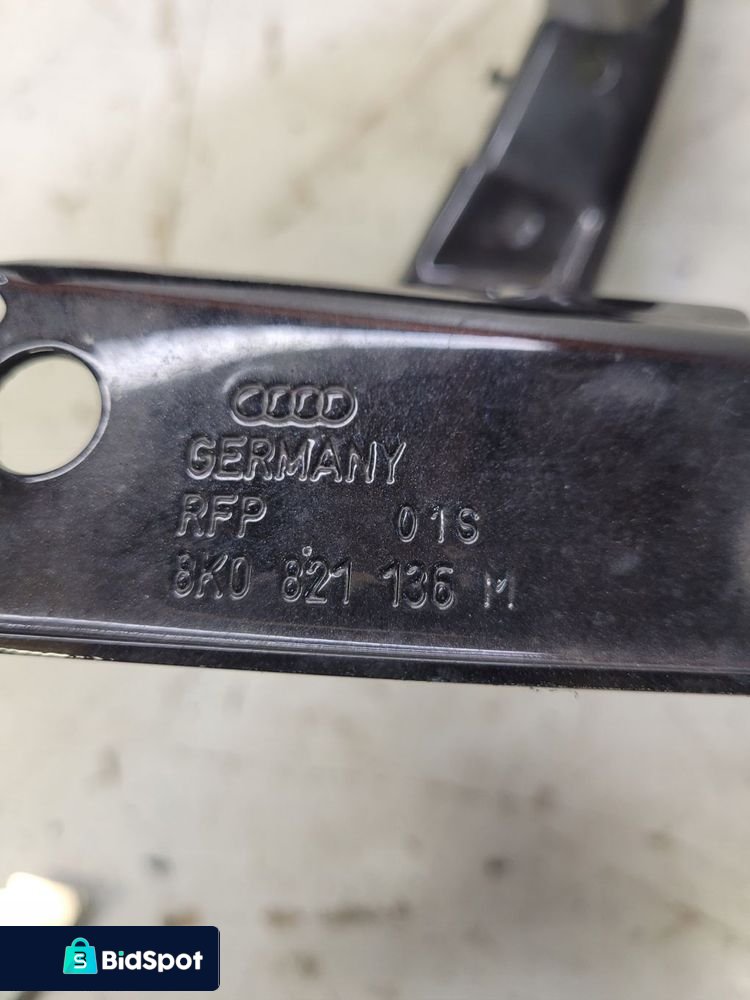 GERMANY
RFP 01S
8K0 821 136 M
BidSpot